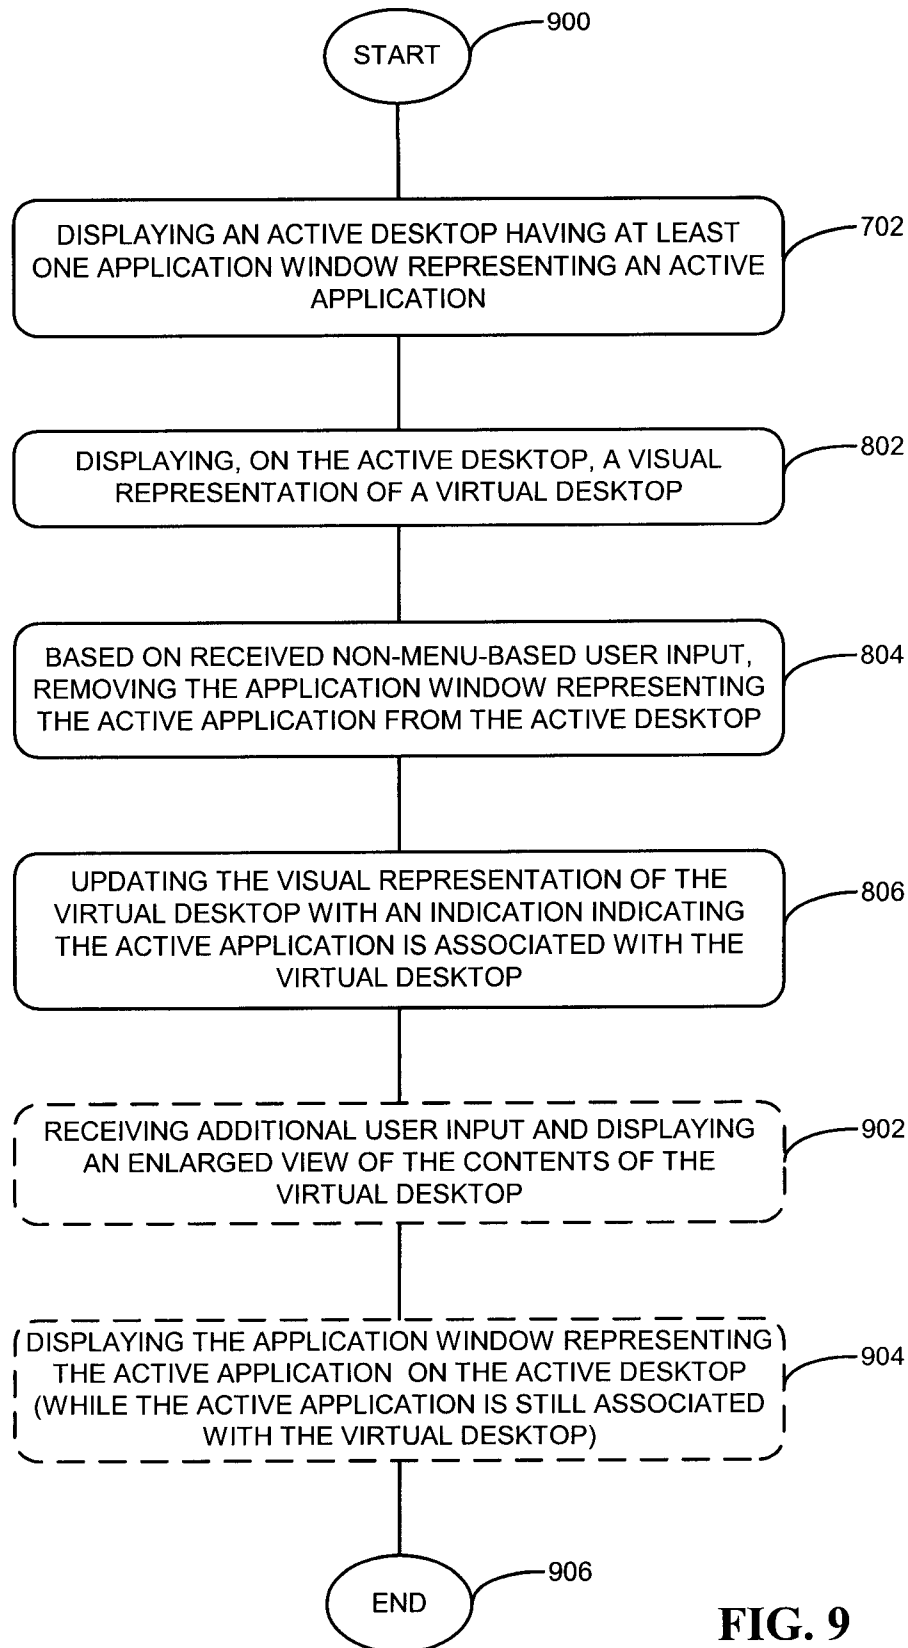 START
900
DISPLAYING AN ACTIVE DESKTOP HAVING AT LEAST
ONE APPLICATION WINDOW REPRESENTING AN ACTIVE
APPLICATION
702
DISPLAYING, ON THE ACTIVE DESKTOP, A VISUAL
REPRESENTATION OF A VIRTUAL DESKTOP
802
BASED ON RECEIVED NON-MENU-BASED USER INPUT,
REMOVING THE APPLICATION WINDOW REPRESENTING
THE ACTIVE APPLICATION FROM THE ACTIVE DESKTOP
804
UPDATING THE VISUAL REPRESENTATION OF THE
VIRTUAL DESKTOP WITH AN INDICATION INDICATING
THE ACTIVE APPLICATION IS ASSOCIATED WITH THE
VIRTUAL DESKTOP
806
RECEIVING ADDITIONAL USER INPUT AND DISPLAYING
AN ENLARGED VIEW OF THE CONTENTS OF THE
VIRTUAL DESKTOP
902
DISPLAYING THE APPLICATION WINDOW REPRESENTING
THE ACTIVE APPLICATION ON THE ACTIVE DESKTOP
(WHILE THE ACTIVE APPLICATION IS STILL ASSOCIATED
WITH THE VIRTUAL DESKTOP)
904
END
906
FIG. 9